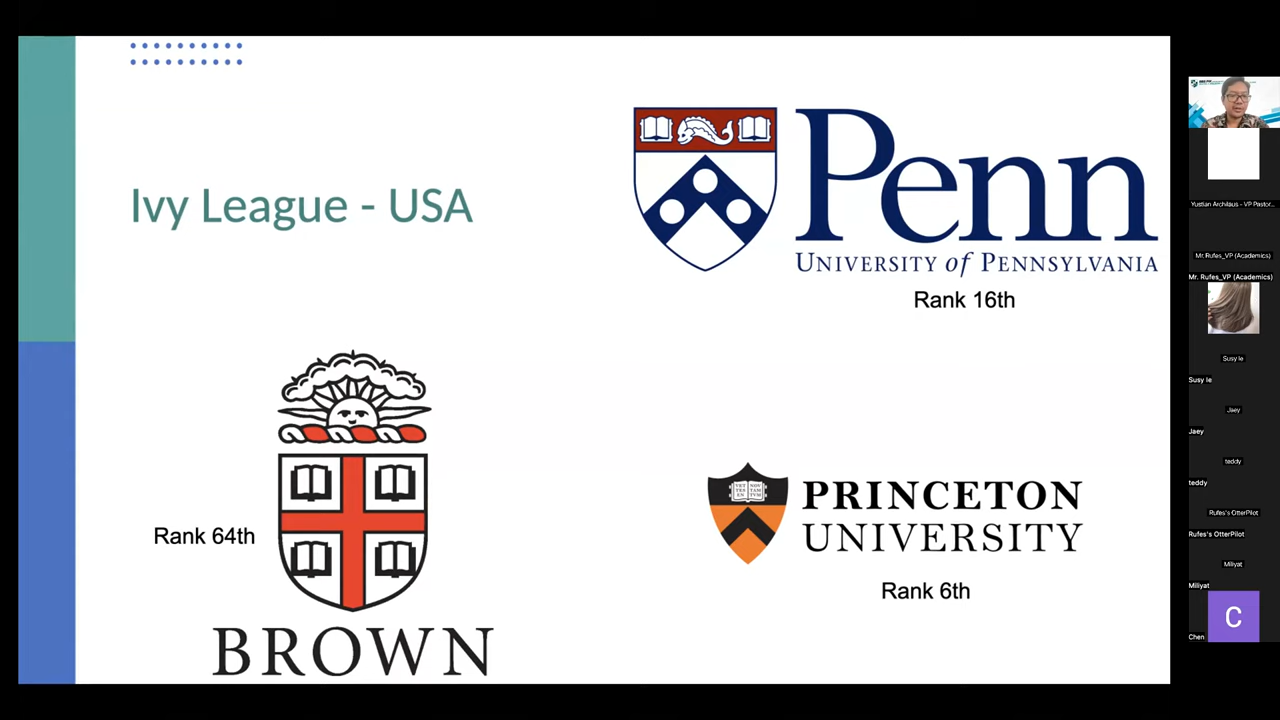 Ivy League - USA
Penn
UNIVERSITY of PENNSYLVANIA
Rank 16th
Rank 64th
BROWN
PRINCETON
UNIVERSITY
Rank 6th
Yustian Archilaus - VP Pastor...
Mr. Rufes_VP (Academics)
Mr. Rufes_VP (Academics)
Susy le
Susy le
Jaey
Jaey
teddy
teddy
Rufes's OtterPilot
Rufes's OtterPilot
Miliyat
Miliyat
C
Chen